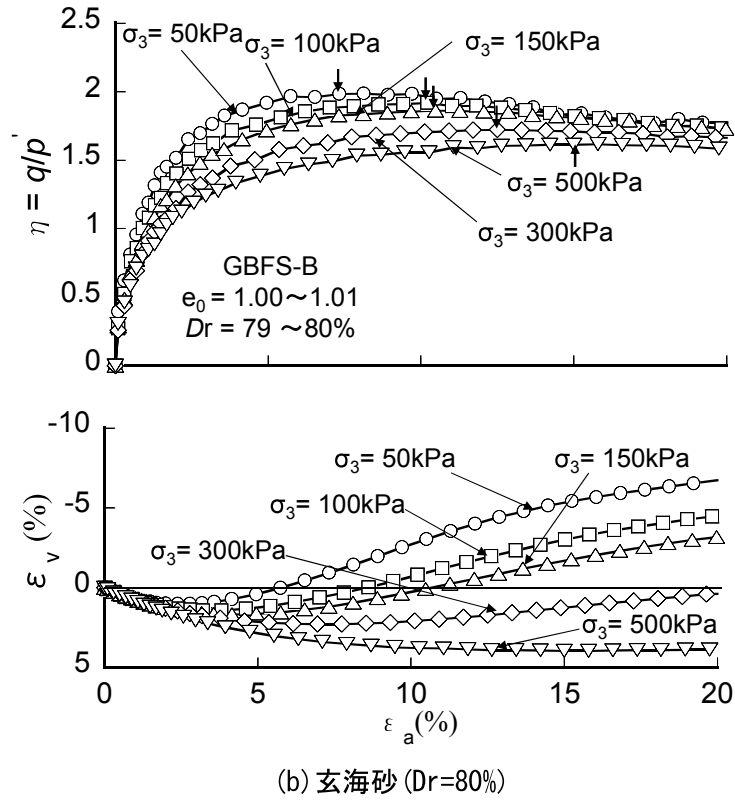 2.5
σ3= 50kPa
σ3= 100kPa
σ3= 150kPa
2
1.5
η = q/p'
σ3= 500kPa
σ3= 300kPa
1
GBFS-B
e0 = 1.00～1.01
0.5
Dr = 79 ～80%
0
-10
σ3= 50kPa
σ3= 150kPa
-5
σ3= 100kPa
ε v (%)
σ3= 300kPa
0
σ3= 500kPa
5
0
5
10
15
20
ε a(%)
(b)玄海砂(Dr=80%)